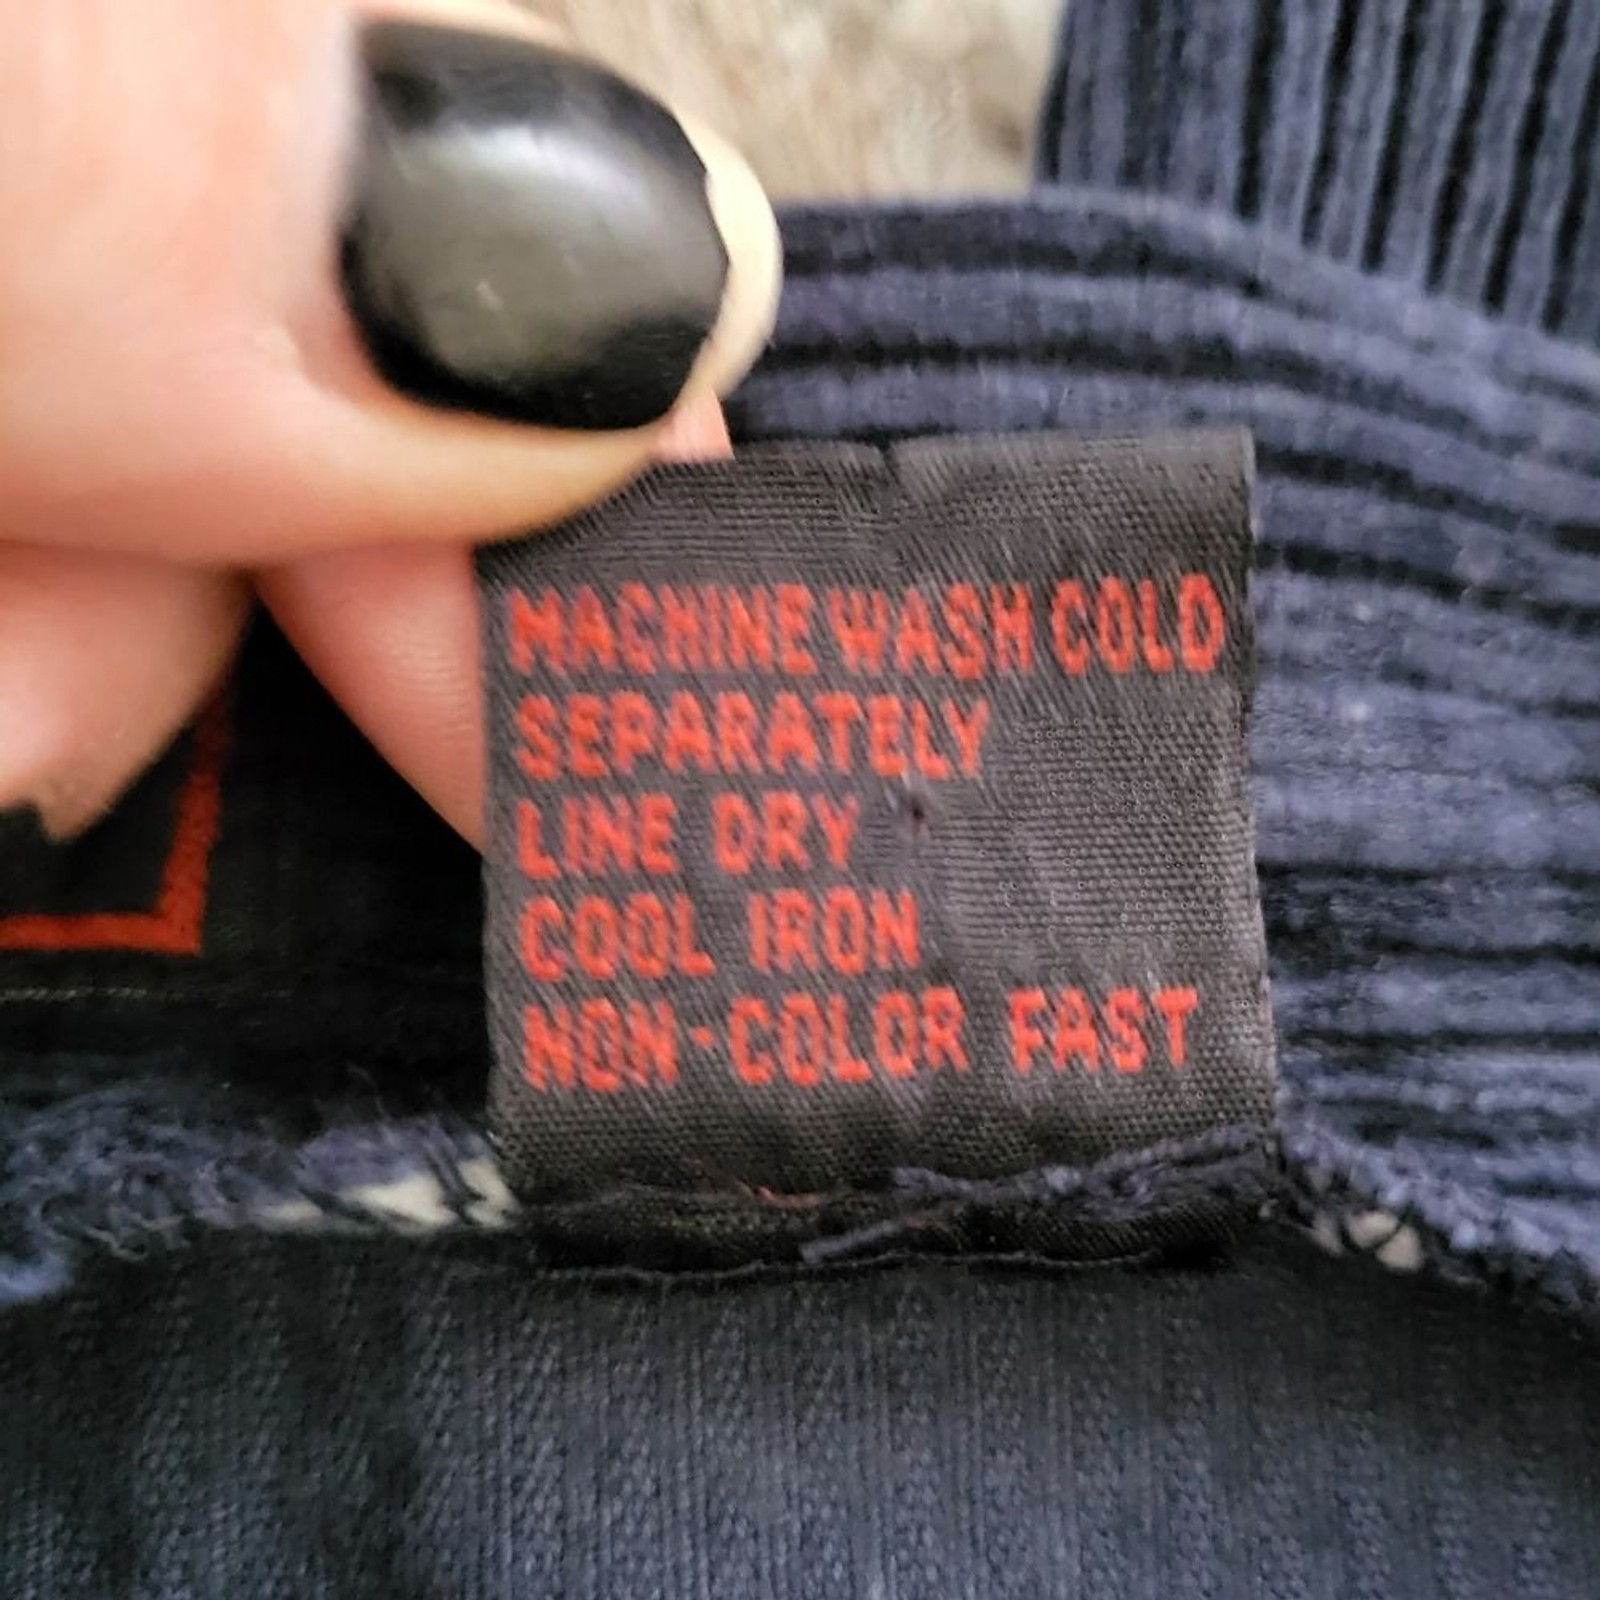 MACHINE WASH COLD
SEPARATELY
LINE DRY
COOL IRON
NON-COLOR FAST